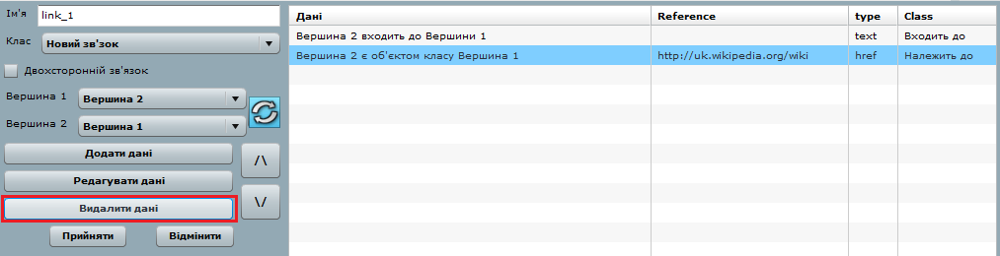 Ім'я link_1
Клас Новий зв'зок
Двохсторонній зв'язок
Вершина 1 Вершина 2
Вершина 2 Вершина 1
Додати дані
/\
Редагувати дані
Видалити дані
\/
Прийняти Відмінити
Дані Reference type Class
Вершина 2 входить до Вершини 1 text Входить до
Вершина 2 є об'єктом класу Вершина 1 http://uk.wikipedia.org/wiki href Належить до